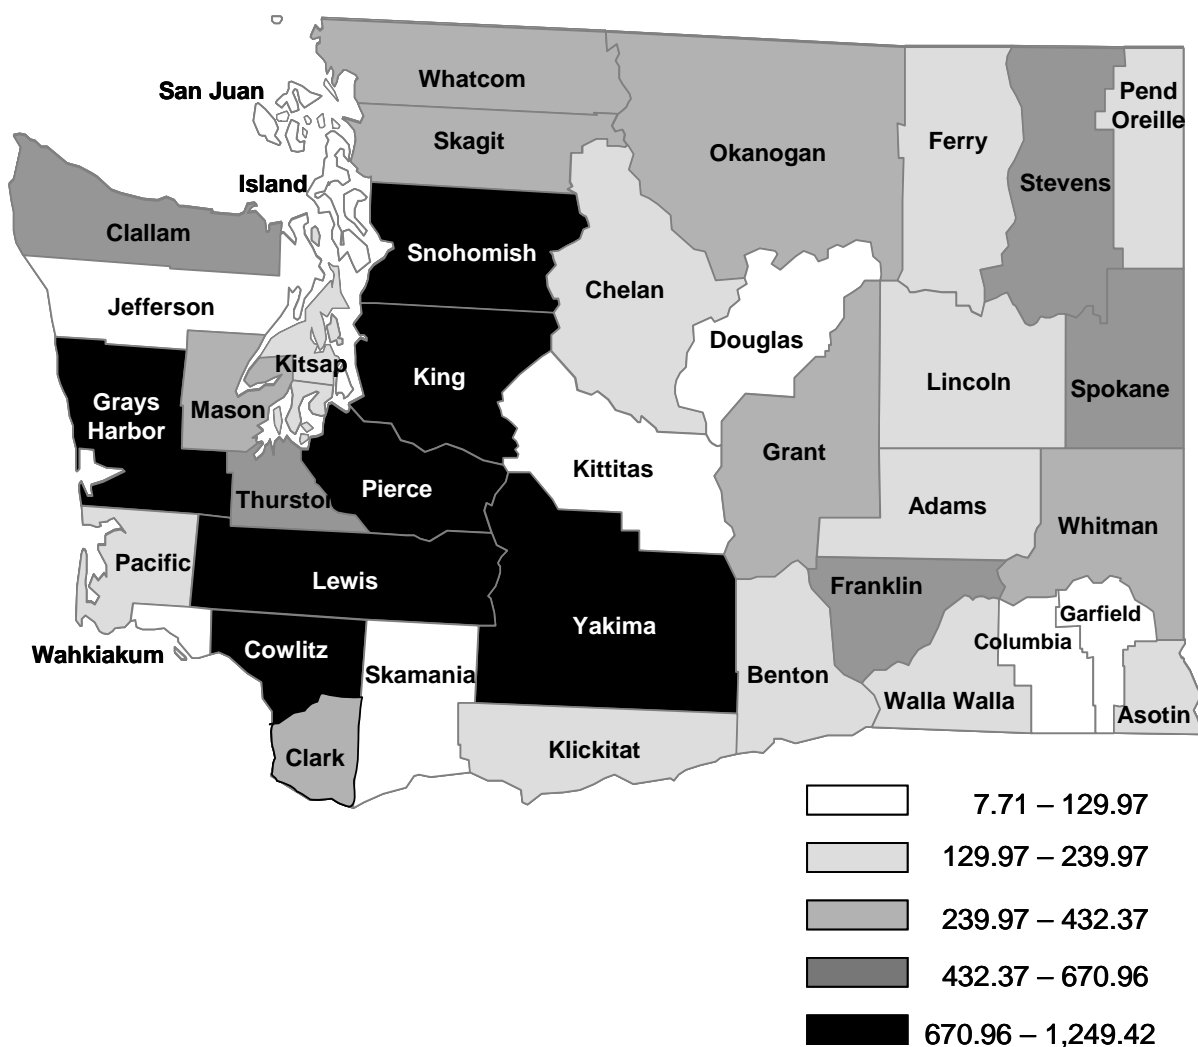 Whatcom
San Juan
Skagit
Okanogan
Ferry
Pend
Oreille
Stevens
Island
Clallam
Snohomish
Chelan
Jefferson
Douglas
Kitsap
King
Lincoln
Spokane
Grays
Harbor
Mason
Grant
Kittitas
Pierce
Thurston
Adams
Whitman
Pacific
Lewis
Franklin
Yakima
Garfield
Columbia
Wahkiakum
Cowlitz
Skamania
Benton
Walla Walla
Asotin
Clark
Klickitat
7.71 – 129.97
129.97 – 239.97
239.97 – 432.37
432.37 – 670.96
670.96 – 1,249.42